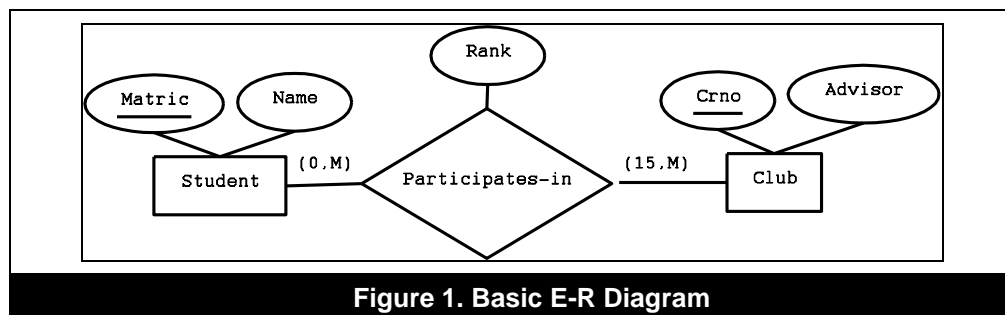 Rank
Matric
Name
Crno
Advisor
Student
(0,M)
Participates-in
(15,M)
Club
Figure 1. Basic E-R Diagram